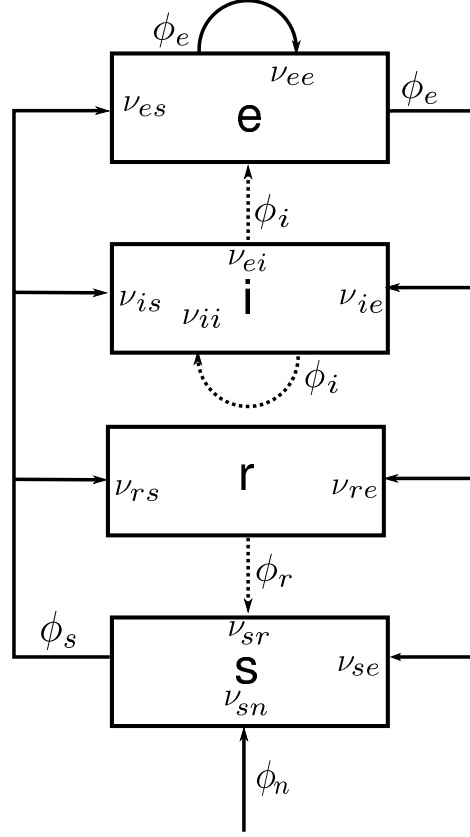 ϕ_e
ν_ee
ν_es
e
ϕ_e
ϕ_i
ν_ei
ν_is
i
ν_ie
ν_ii
ϕ_i
r
ν_rs
ν_re
ϕ_r
ϕ_s
ν_sr
s
ν_se
ν_sn
ϕ_n